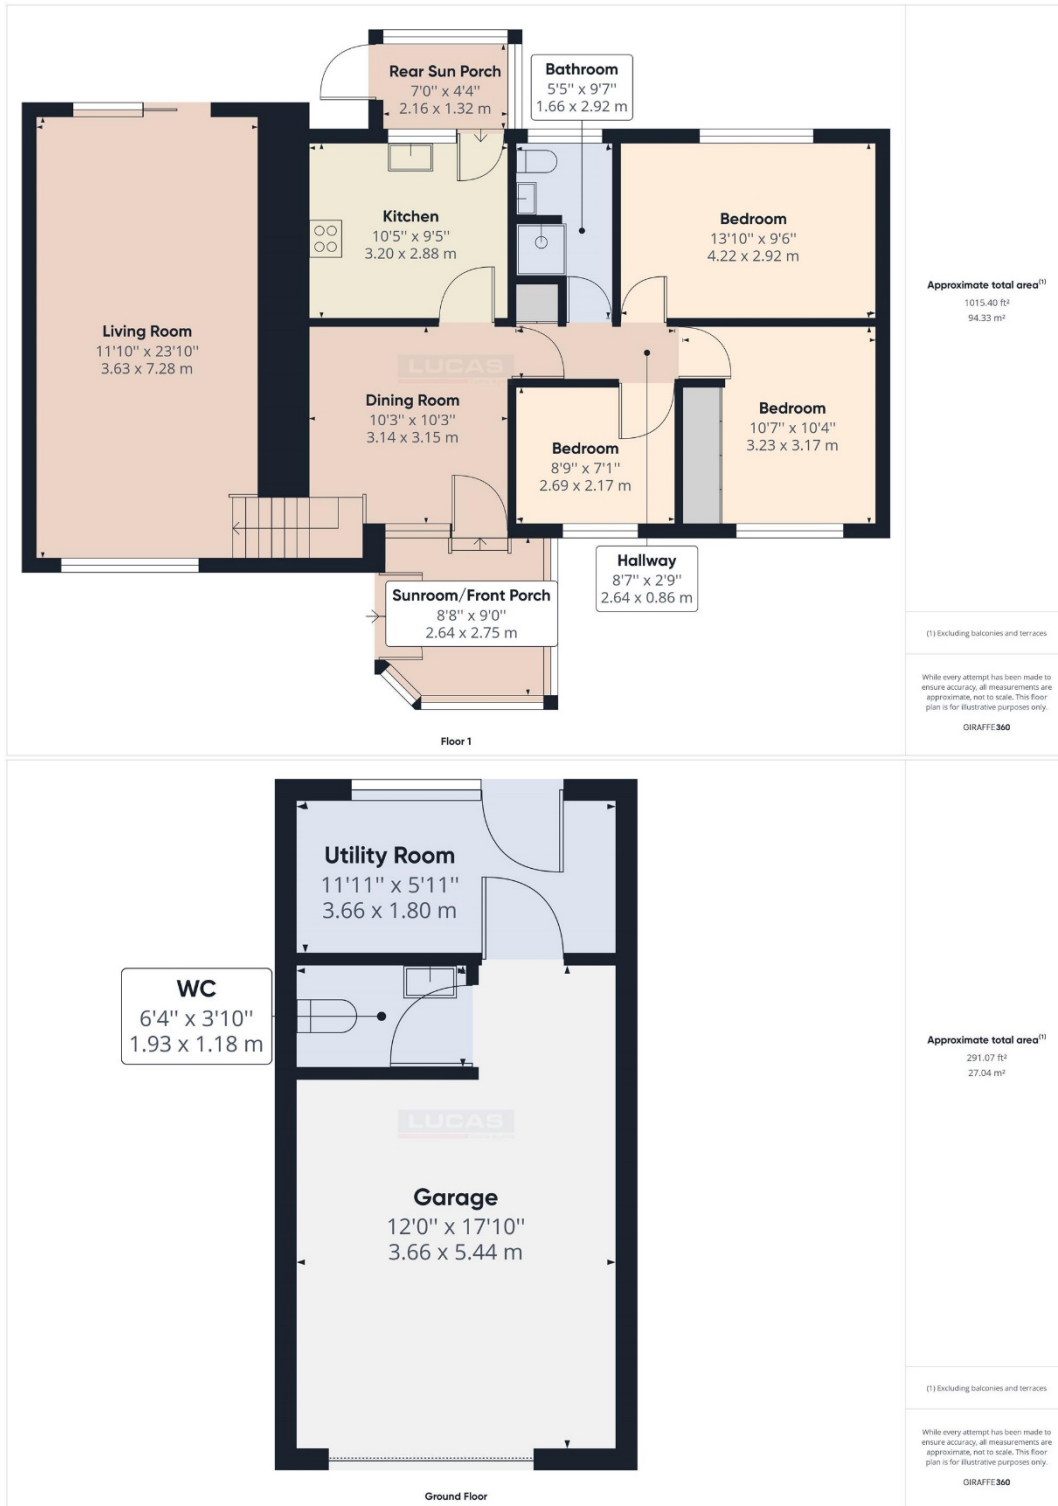 Rear Sun Porch
7'0" x 4'4"
2.16 x 1.32 m
Bathroom
5'5" x 9'7"
1.66 x 2.92 m
Kitchen
10'5" x 9'5"
3.20 x 2.88 m
Bedroom
13'10" x 9'6"
4.22 x 2.92 m
Living Room
11'10" x 23'10"
3.63 x 7.28 m
LUCAS
Dining Room
10'3" x 10'3"
3.14 x 3.15 m
Bedroom
8'9" x 7'1"
2.69 x 2.17 m
Bedroom
10'7" x 10'4"
3.23 x 3.17 m
Hallway
8'7" x 2'9"
2.64 x 0.86 m
Sunroom/Front Porch
8'8" x 9'0"
2.64 x 2.75 m
Floor 1
Approximate total area(1)
1015.40 ft²
94.33 m²
(1) Excluding balconies and terraces
While every attempt has been made to
ensure accuracy, all measurements are
approximate, not to scale. This floor
plan is for illustrative purposes only.
GIRAFFE360
Utility Room
11'11" x 5'11"
3.66 x 1.80 m
WC
6'4" x 3'10"
1.93 x 1.18 m
LUCAS
Garage
12'0" x 17'10"
3.66 x 5.44 m
Ground Floor
Approximate total area(1)
291.07 ft²
27.04 m²
(1) Excluding balconies and terraces
While every attempt has been made to
ensure accuracy, all measurements are
approximate, not to scale. This floor
plan is for illustrative purposes only.
GIRAFFE360